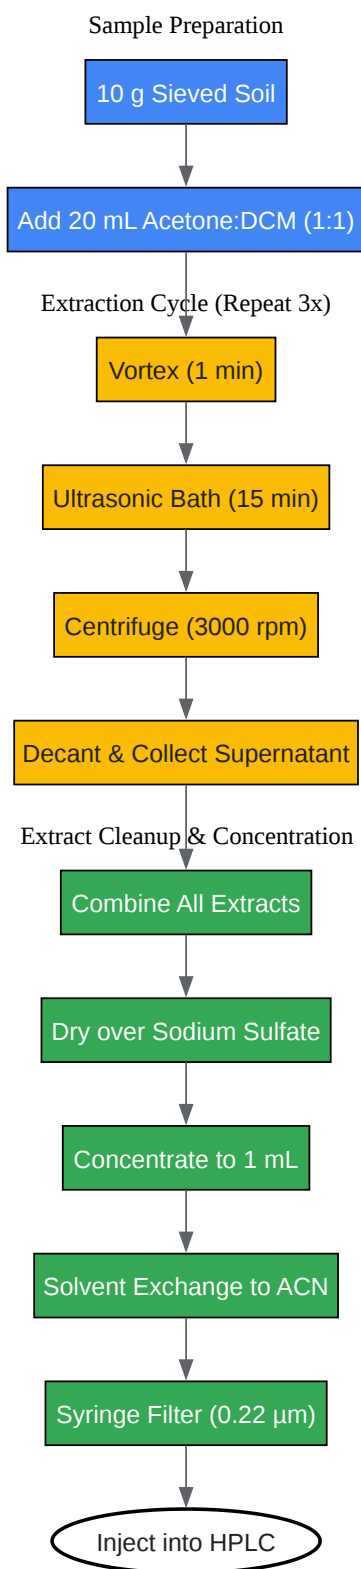 Sample Preparation
10 g Sieved Soil
Add 20 mL Acetone:DCM (1:1)
Extraction Cycle (Repeat 3x)
Vortex (1 min)
Ultrasonic Bath (15 min)
Centrifuge (3000 rpm)
Decant & Collect Supernatant
Extract Cleanup & Concentration
Combine All Extracts
Dry over Sodium Sulfate
Concentrate to 1 mL
Solvent Exchange to ACN
Syringe Filter (0.22 µm)
Inject into HPLC